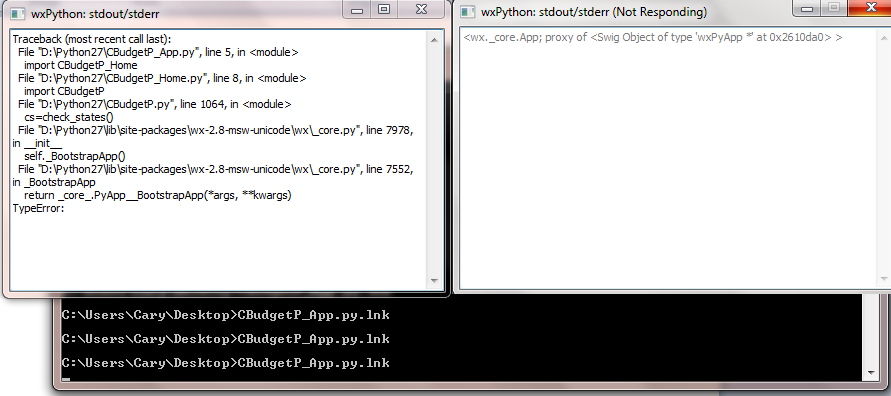 wxPython: stdout/stderr
Traceback (most recent call last):
File "D:\Python27\CBudgetP_App.py", line 5, in <module>
import CBudgetP_Home
File "D:\Python27\CBudgetP_Home.py", line 8, in <module>
import CBudgetP
File "D:\Python27\CBudgetP.py", line 1064, in <module>
cs=check_states()
File "D:\Python27\lib\site-packages\wx-2.8-msw-unicode\wx\_core.py", line 7978,
in __init__
self._BootstrapApp()
File "D:\Python27\lib\site-packages\wx-2.8-msw-unicode\wx\_core.py", line 7552,
in _BootstrapApp
return _core_.PyApp__BootstrapApp(*args, **kwargs)
TypeError:
wxPython: stdout/stderr (Not Responding)
<wx._core.App; proxy of <Swig Object of type 'wxPyApp *' at 0x2610da0> >
C:\Users\Cary\Desktop>CBudgetP_App.py.lnk
C:\Users\Cary\Desktop>CBudgetP_App.py.lnk
C:\Users\Cary\Desktop>CBudgetP_App.py.lnk